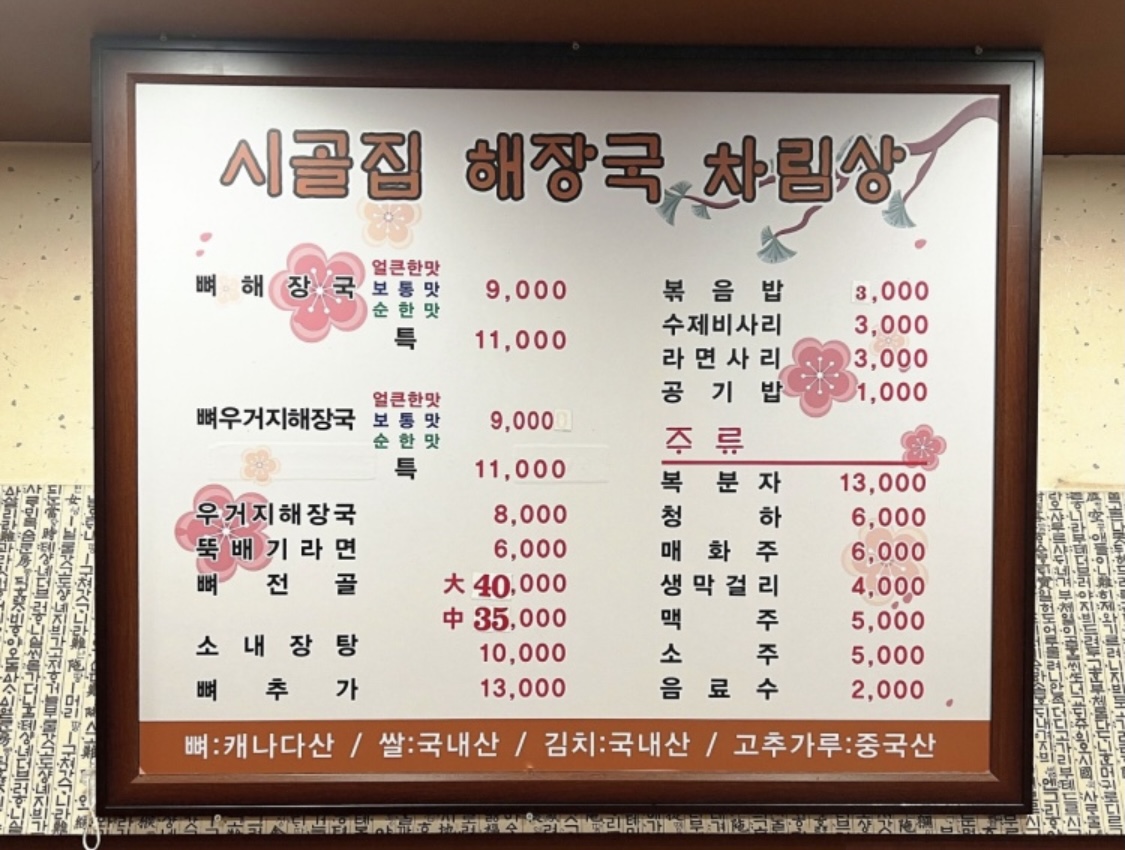 시골집 해장국 차림상
뼈 해 장 국 얼큰한맛 보통맛 순한맛 9,000
특 11,000
뼈우거지해장국 얼큰한맛 보통맛 순한맛 9,000
특 11,000
우거지해장국 8,000
뚝배기라면 6,000
뼈 전 골 大 40,000
中 35,000
소 내 장 탕 10,000
뼈 추 가 13,000
볶 음 밥 3,000
수제비사리 3,000
라면사리 3,000
공 기 밥 1,000
주 류
복 분 자 13,000
청 하 6,000
매 화 주 6,000
생막걸리 4,000
맥 주 5,000
소 주 5,000
음 료 수 2,000
뼈:캐나다산 / 쌀:국내산 / 김치:국내산 / 고추가루:중국산